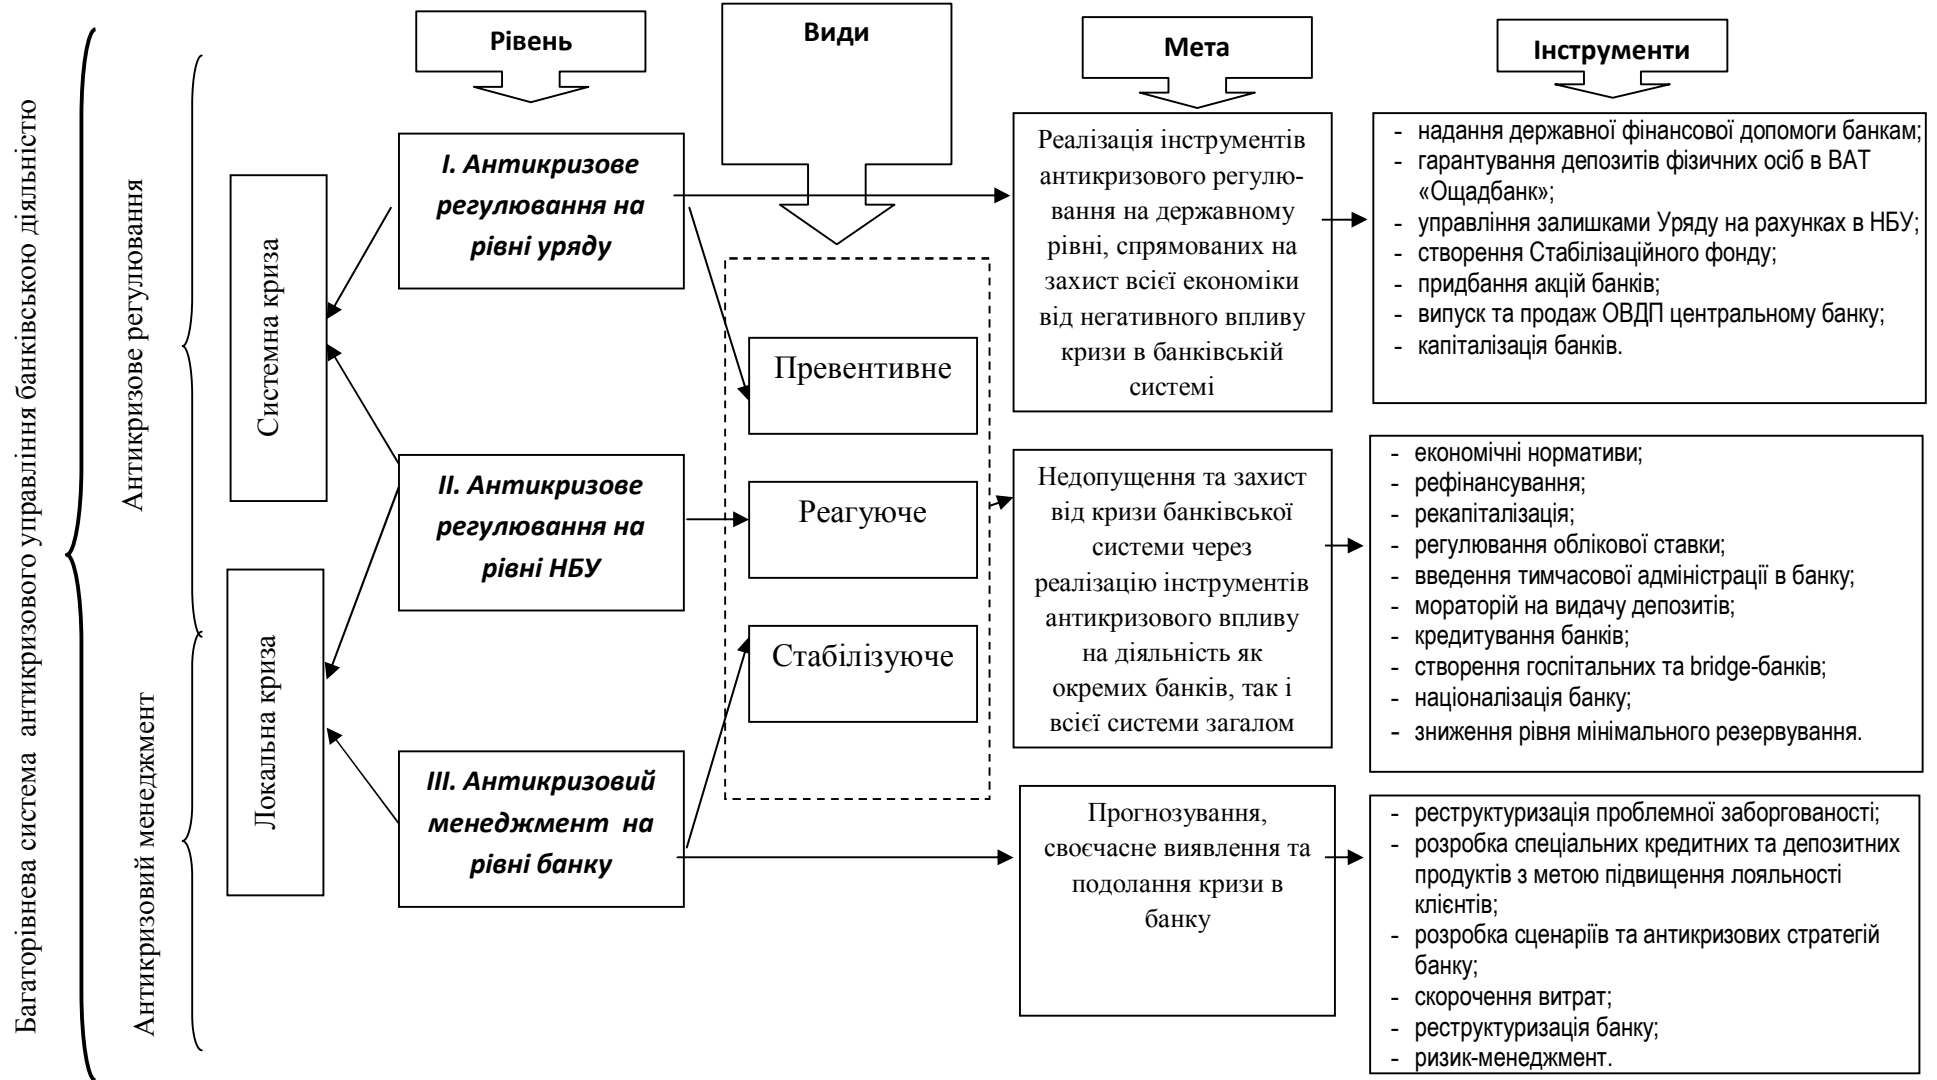 Багаторівнева система антикризового управління банківською діяльністю
Антикризове регулювання
Антикризовий менеджмент
Системна криза
Локальна криза
Рівень
Види
Мета
Інструменти
I. Антикризове
регулювання на
рівні уряду
II. Антикризове
регулювання на
рівні НБУ
III. Антикризовий
менеджмент на
рівні банку
Превентивне
Реагуюче
Стабілізуюче
Реалізація інструментів
антикризового регулю-
вання на державному
рівні, спрямованих на
захист всієї економіки
від негативного впливу
кризи в банківській
системі
Недопущення та захист
від кризи банківської
системи через
реалізацію інструментів
антикризового впливу
на діяльність як
окремих банків, так і
всієї системи загалом
Прогнозування,
своєчасне виявлення та
подолання кризи в
банку
- надання державної фінансової допомоги банкам;
- гарантування депозитів фізичних осіб в ВАТ
«Ощадбанк»;
- управління залишками Уряду на рахунках в НБУ;
- створення Стабілізаційного фонду;
- придбання акцій банків;
- випуск та продаж ОВДП центральному банку;
- капіталізація банків.
- економічні нормативи;
- рефінансування;
- рекапіталізація;
- регулювання облікової ставки;
- введення тимчасової адміністрації в банку;
- мораторій на видачу депозитів;
- кредитування банків;
- створення госпітальних та bridge-банків;
- націоналізація банку;
- зниження рівня мінімального резервування.
- реструктуризація проблемної заборгованості;
- розробка спеціальних кредитних та депозитних
продуктів з метою підвищення лояльності
клієнтів;
- розробка сценаріїв та антикризових стратегій
банку;
- скорочення витрат;
- реструктуризація банку;
- ризик-менеджмент.